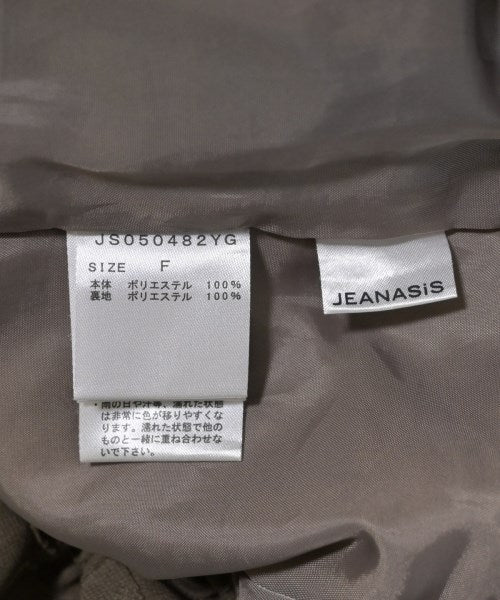 JS050482YG
SIZE F
本体 ポリエステル 100%
裏地 ポリエステル 100%
・雨の日や汗等、濡れた状態
は非常に色が移りやすくな
ります。濡れた状態で他の
ものと一緒に重ね合わせな
いで下さい。
JEANASiS